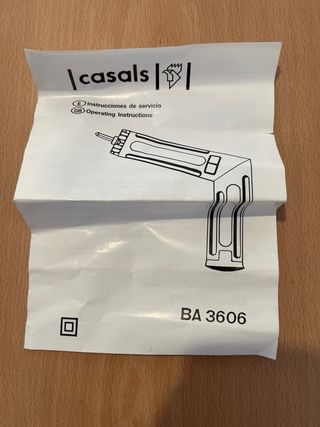 casals
E Instrucciones de servicio
GB Operating Instructions
BA 3606